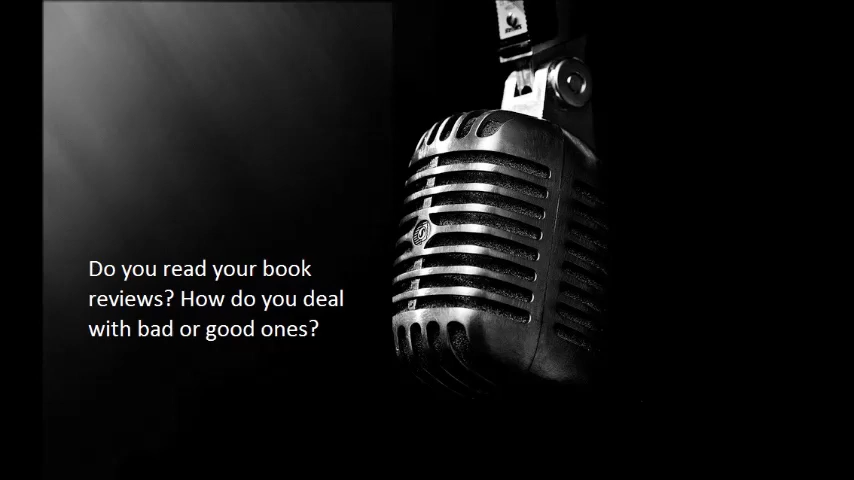 Do you read your book
reviews? How do you deal
with bad or good ones?